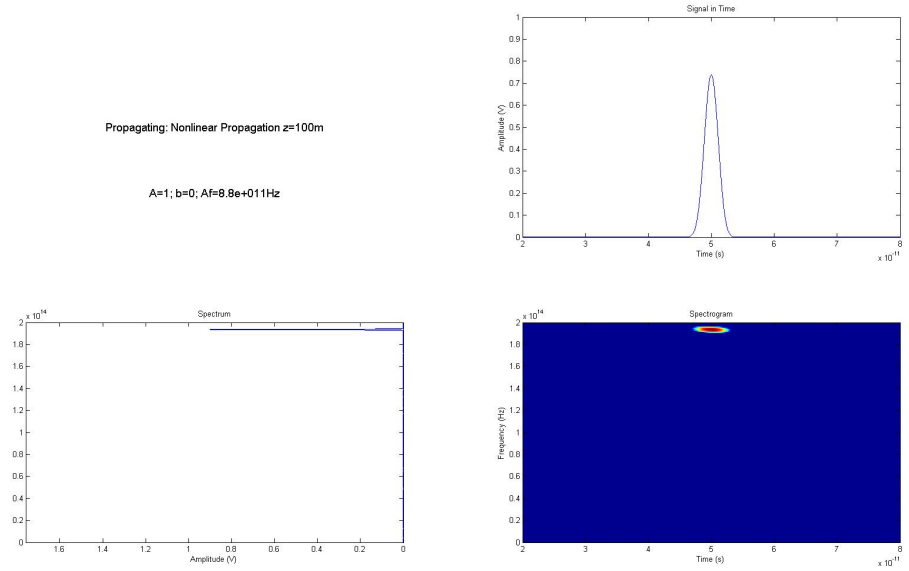 Propagating: Nonlinear Propagation z=100m
A=1; b=0; Af=8.8e+011Hz
Signal in Time
1
0.9
0.8
0.7
0.6
0.5
0.4
0.3
0.2
0.1
0
Amplitude (V)
2 3 4 5 6 7 8
Time (s)
x 10^-11
Spectrum
x 10^14
2
1.8
1.6
1.4
1.2
1
0.8
0.6
0.4
0.2
0
1.6 1.4 1.2 1 0.8 0.6 0.4 0.2 0
Amplitude (V)
Spectrogram
x 10^14
2
1.8
1.6
1.4
1.2
1
0.8
0.6
0.4
0.2
0
Frequency (Hz)
2 3 4 5 6 7 8
Time (s)
x 10^-11